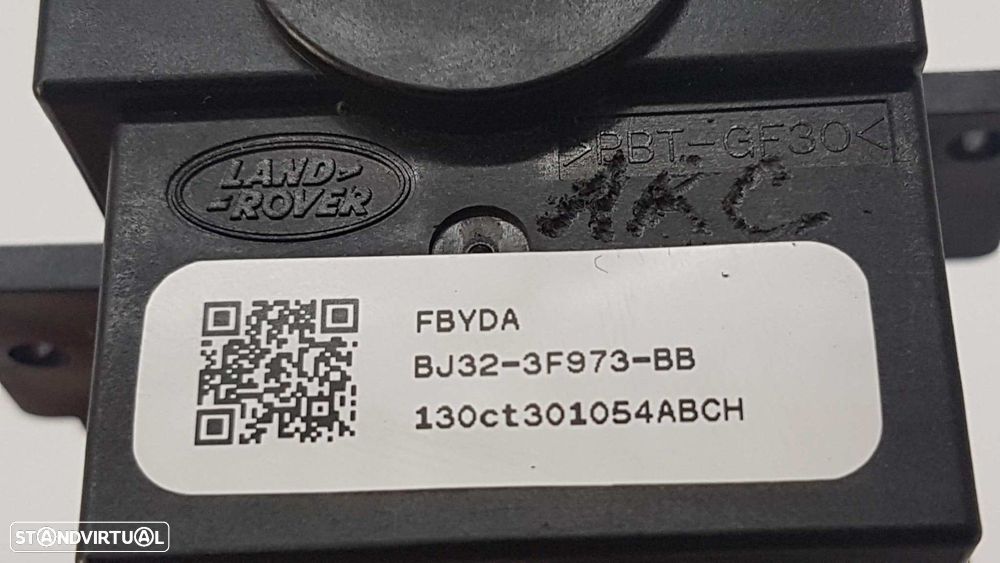 LAND
ROVER
>PBT-GF30<
AKC
FBYDA
BJ32-3F973-BB
130ct301054ABCH
STANDVIRTUAL